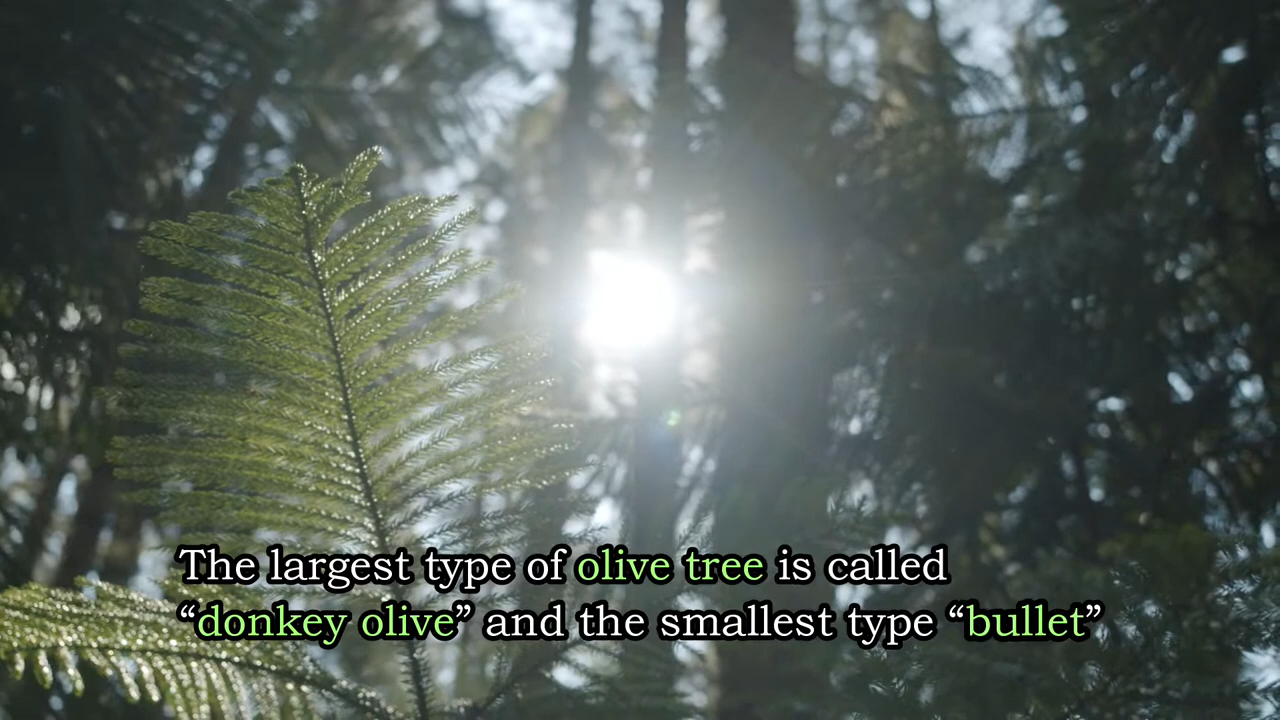 The largest type of olive tree is called
“donkey olive” and the smallest type “bullet”